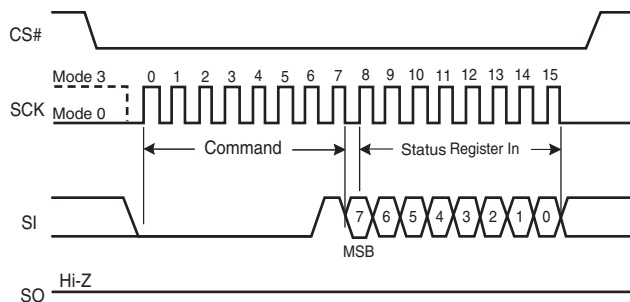 CS#
Mode 3 0 1 2 3 4 5 6 7 8 9 10 11 12 13 14 15
SCK
Mode 0
Command Status Register In
SI 7 6 5 4 3 2 1 0
MSB
Hi-Z
SO